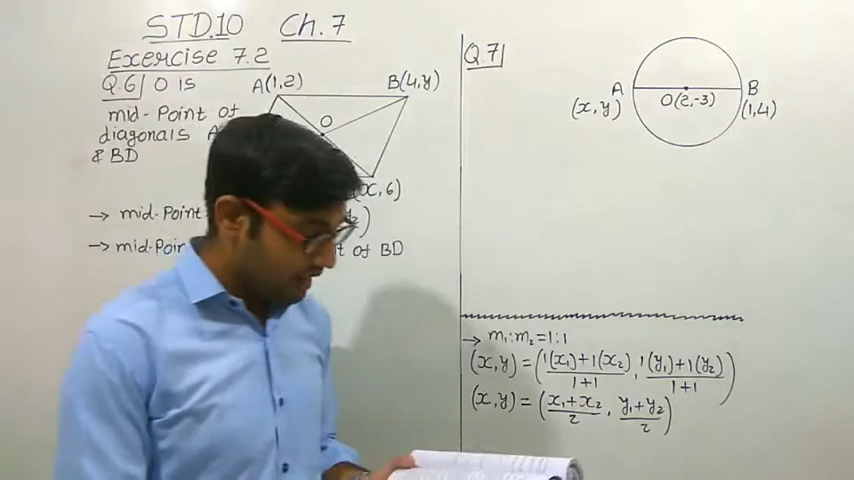 STD.10 Ch. 7
Exercise 7.2
Q.6| O is
mid-Point of
diagonals A
& BD
A(1,2)
B(4,y)
O
(x,6)
→ mid-Point
→ mid-Point of BD
Q.7|
A
(x,y)
O(2,-3)
B
(1,4)
→ m₁:m₂=1:1
(x,y) = (1(x₁)+1(x₂)/1+1, 1(y₁)+1(y₂)/1+1)
(x,y) = (x₁+x₂/2, y₁+y₂/2)